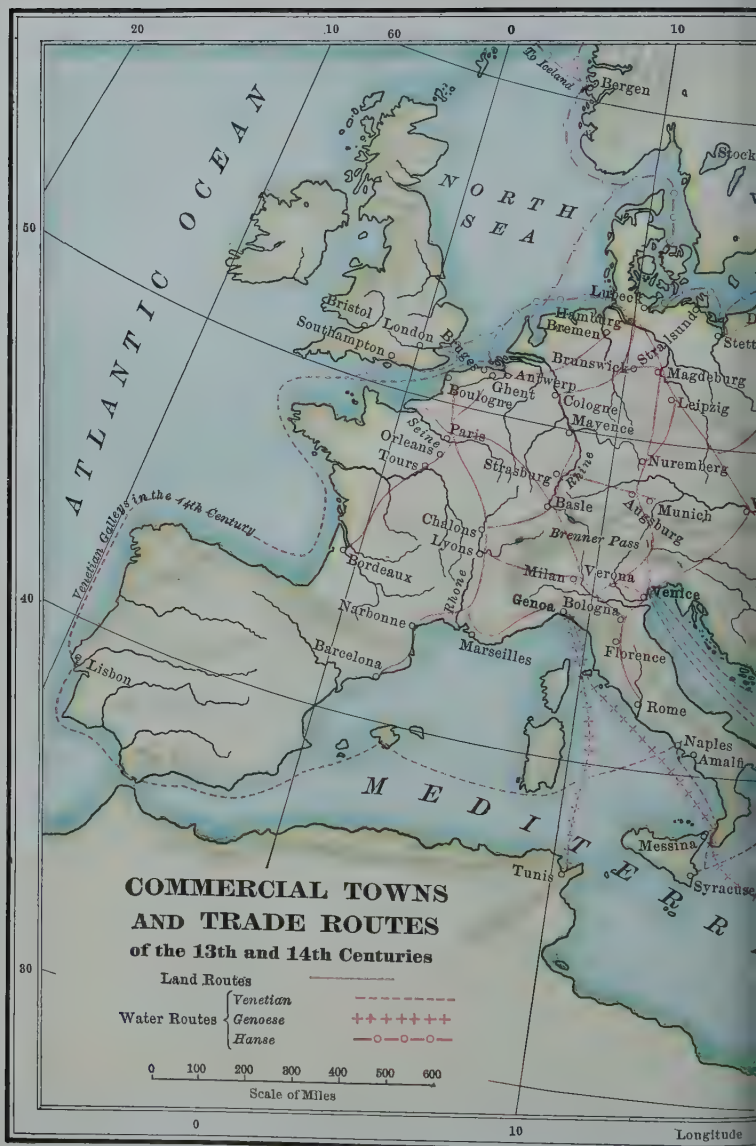 20
10
60
0
10
To Iceland
Bergen
Stock
ATLANTIC OCEAN
NORTH
SEA
50
Lubeck
Hamburg
Bremen
Stralsund
Stett
Bristol
London
Southampton
Bruges
Brunswick
Magdeburg
Antwerp
Ghent
Boulogne
Cologne
Leipzig
Mayence
Seine
Paris
Orleans
Tours
Strasburg
Rhine
Nuremberg
Basle
Augsburg
Munich
Venetian Galleys in the 14th Century
Chalons
Lyons
Brenner Pass
Bordeaux
Rhone
Milan
Verona
Venice
40
Genoa
Bologna
Narbonne
Marseilles
Florence
Barcelona
Lisbon
Rome
Naples
Amalfi
MEDITERRA
Messina
Tunis
Syracuse
COMMERCIAL TOWNS
AND TRADE ROUTES
of the 13th and 14th Centuries
30
Land Routes
Water Routes
Venetian
Genoese
Hanse
0 100 200 300 400 500 600
Scale of Miles
0
10
Longitude